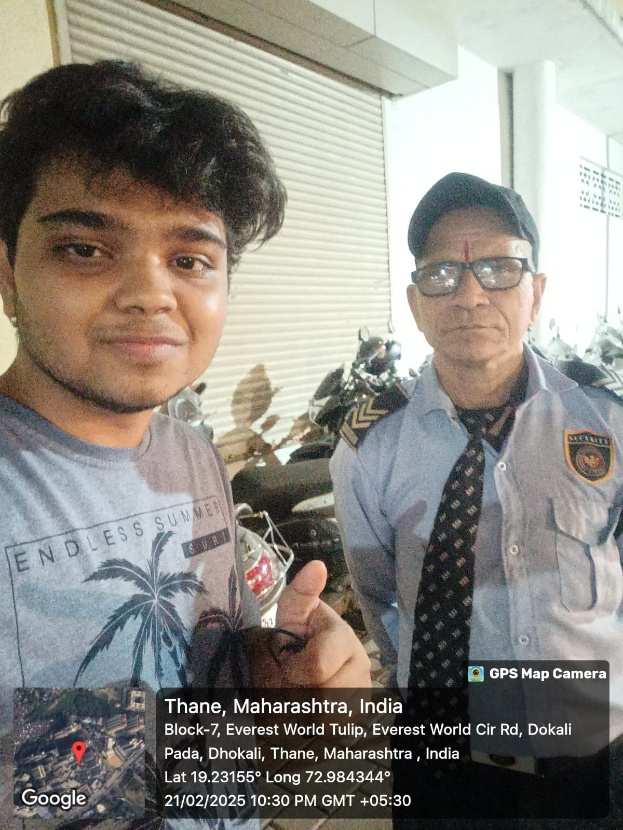 ENDLESS SUMMER
SURF
SECURITY
GPS Map Camera
Thane, Maharashtra, India
Block-7, Everest World Tulip, Everest World Cir Rd, Dokali
Pada, Dhokali, Thane, Maharashtra , India
Lat 19.23155° Long 72.984344°
21/02/2025 10:30 PM GMT +05:30
Google